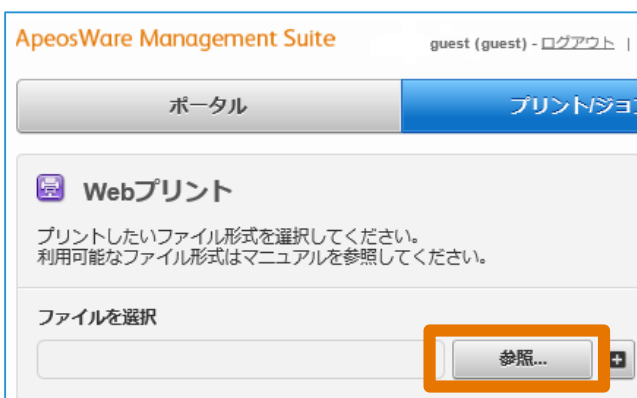 ApeosWare Management Suite
guest (guest) - ログアウト |
ポータル
プリント/ジョ
Webプリント
プリントしたいファイル形式を選択してください。
利用可能なファイル形式はマニュアルを参照してください。
ファイルを選択
参照...